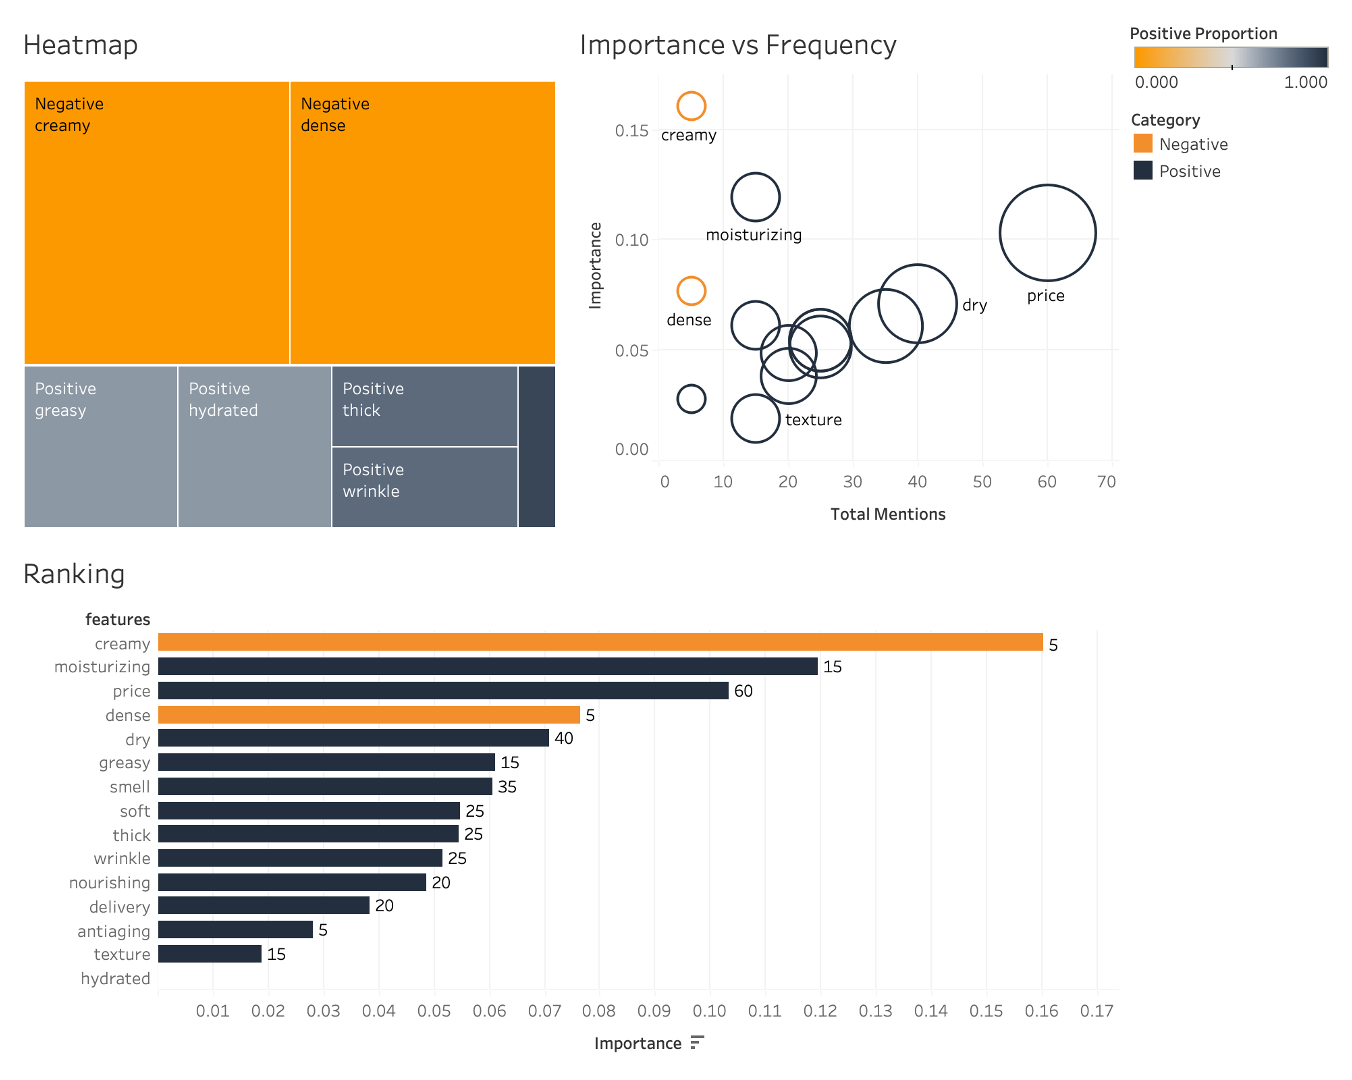 Heatmap
Negative
creamy
Negative
dense
Positive
greasy
Positive
hydrated
Positive
thick
Positive
wrinkle
Importance vs Frequency
Importance
0.15
0.10
0.05
0.00
creamy
moisturizing
dense
price
dry
texture
0 10 20 30 40 50 60 70
Total Mentions
Positive Proportion
0.000 1.000
Category
Negative
Positive
Ranking
features
creamy 5
moisturizing 15
price 60
dense 5
dry 40
greasy 15
smell 35
soft 25
thick 25
wrinkle 25
nourishing 20
delivery 20
antiaging 5
texture 15
hydrated
0.01 0.02 0.03 0.04 0.05 0.06 0.07 0.08 0.09 0.10 0.11 0.12 0.13 0.14 0.15 0.16 0.17
Importance